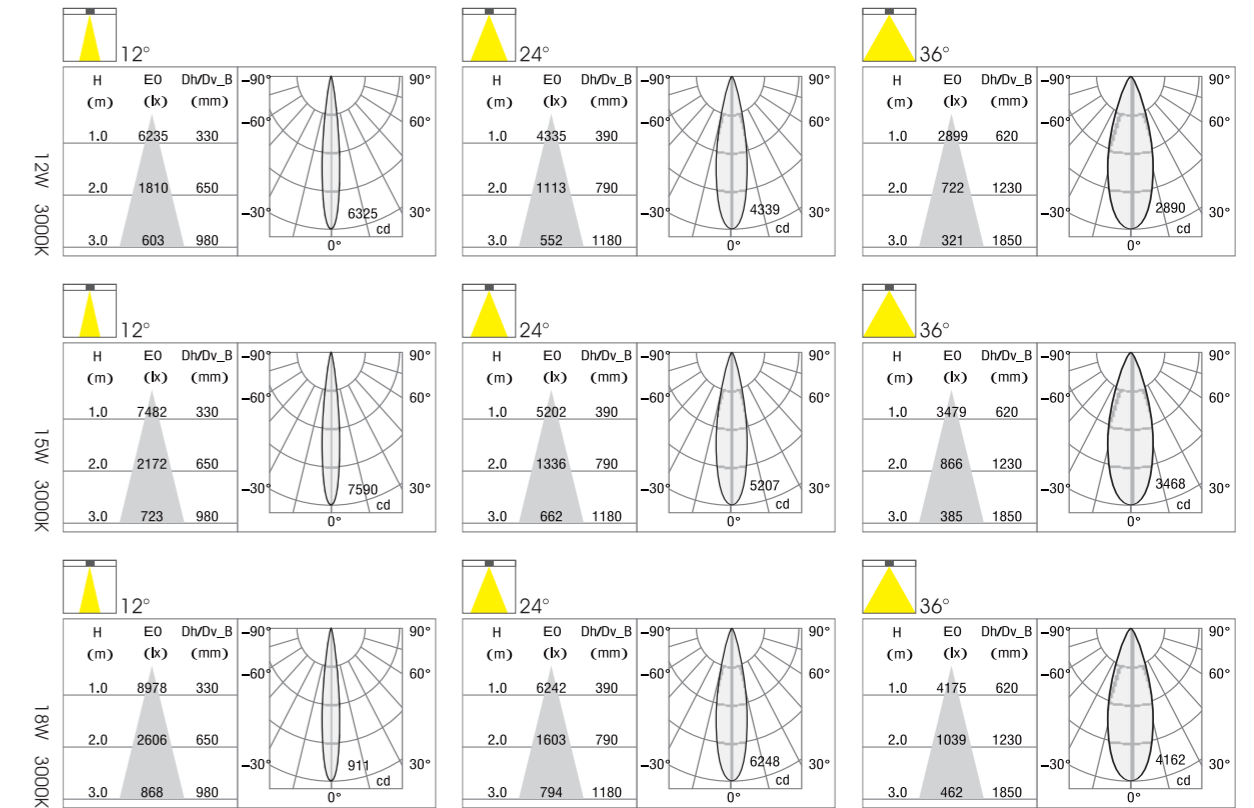 12° 24° 36°
12W 3000K
H E0 Dh/Dv_B -90° 90° H E0 Dh/Dv_B -90° 90° H E0 Dh/Dv_B -90° 90°
(m) (lx) (mm) (m) (lx) (mm) (m) (lx) (mm)
-60° 60° -60° 60° -60° 60°
1.0 6235 330 1.0 4335 390 1.0 2899 620
2.0 1810 650 2.0 1113 790 2.0 722 1230
-30° 6325 30° -30° 4339 30° -30° 2890 30°
cd cd cd
3.0 603 980 0° 3.0 552 1180 0° 3.0 321 1850 0°
12° 24° 36°
15W 3000K
H E0 Dh/Dv_B -90° 90° H E0 Dh/Dv_B -90° 90° H E0 Dh/Dv_B -90° 90°
(m) (lx) (mm) (m) (lx) (mm) (m) (lx) (mm)
-60° 60° -60° 60° -60° 60°
1.0 7482 330 1.0 5202 390 1.0 3479 620
2.0 2172 650 2.0 1336 790 2.0 866 1230
-30° 7590 30° -30° 5207 30° -30° 3468 30°
cd cd cd
3.0 723 980 0° 3.0 662 1180 0° 3.0 385 1850 0°
12° 24° 36°
18W 3000K
H E0 Dh/Dv_B -90° 90° H E0 Dh/Dv_B -90° 90° H E0 Dh/Dv_B -90° 90°
(m) (lx) (mm) (m) (lx) (mm) (m) (lx) (mm)
-60° 60° -60° 60° -60° 60°
1.0 8978 330 1.0 6242 390 1.0 4175 620
2.0 2606 650 2.0 1603 790 2.0 1039 1230
-30° 911 30° -30° 6248 30° -30° 4162 30°
cd cd cd
3.0 868 980 0° 3.0 794 1180 0° 3.0 462 1850 0°